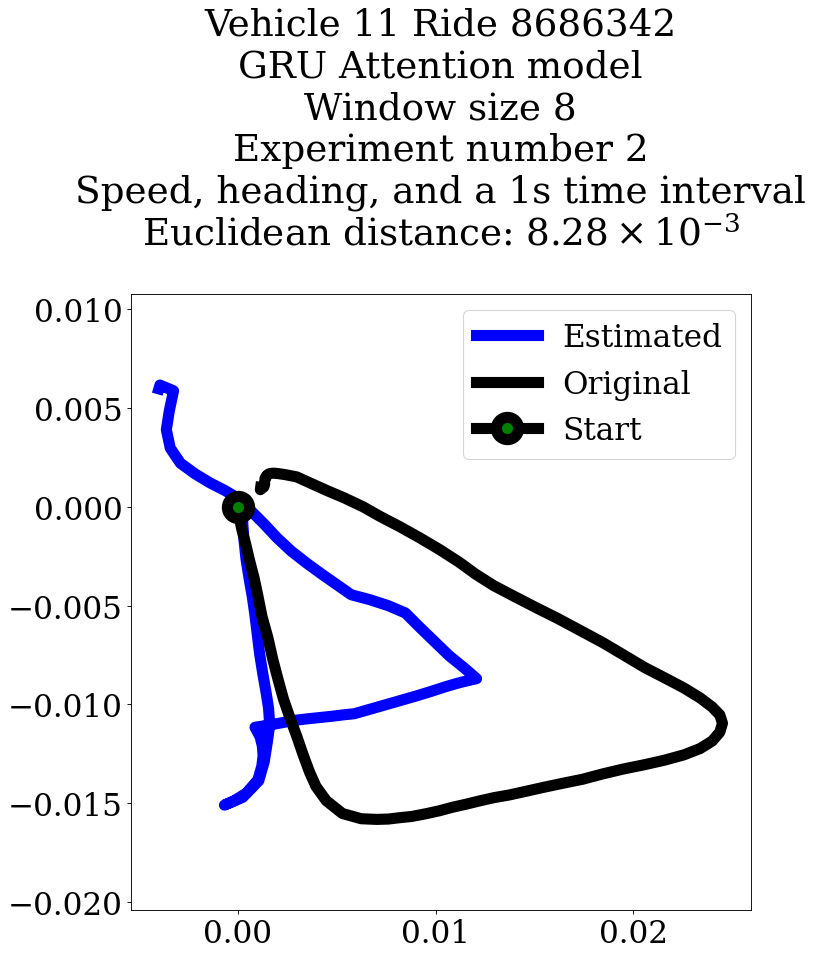 Vehicle 11 Ride 8686342
GRU Attention model
Window size 8
Experiment number 2
Speed, heading, and a 1s time interval
Euclidean distance: 8.28 × 10⁻³
Estimated
Original
Start
0.010
0.005
0.000
−0.005
−0.010
−0.015
−0.020
0.00 0.01 0.02